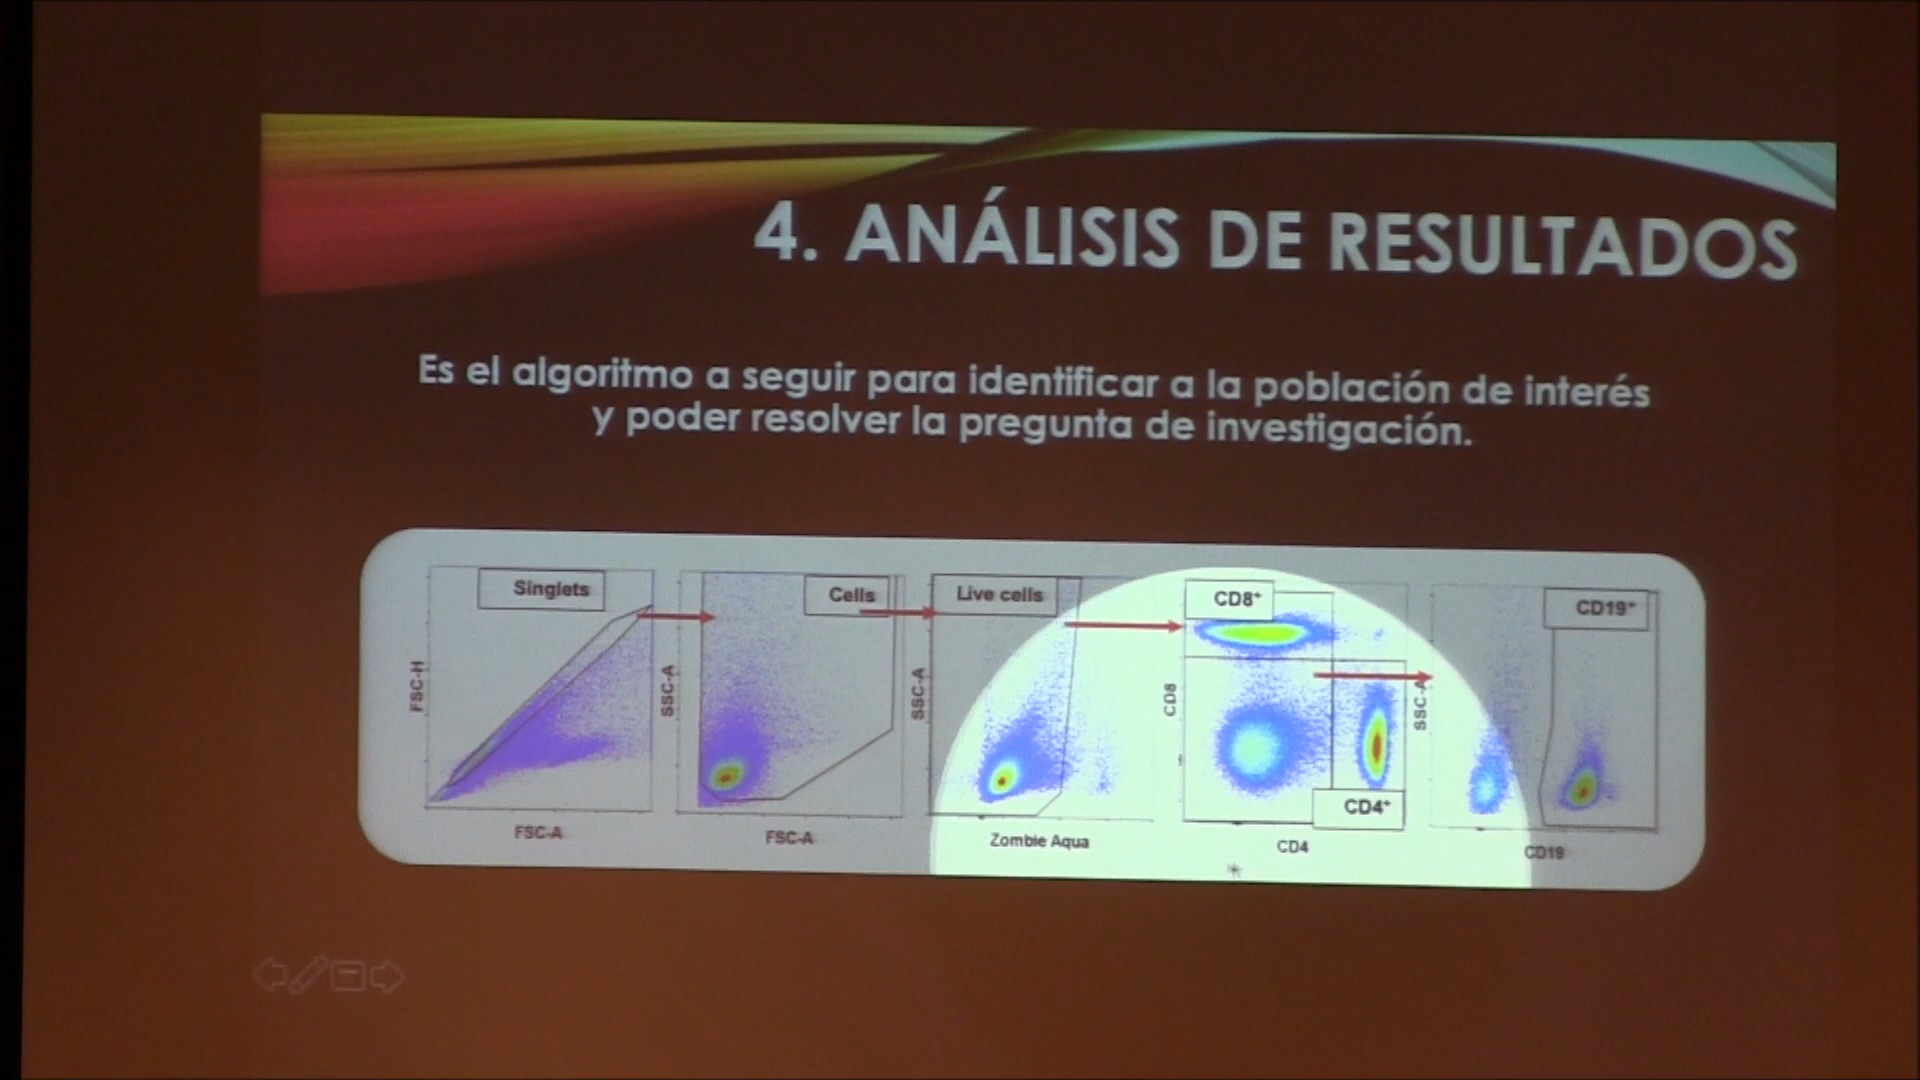 4. ANÁLISIS DE RESULTADOS
Es el algoritmo a seguir para identificar a la población de interés
y poder resolver la pregunta de investigación.
Singlets
FSC-H
FSC-A
Cells
SSC-A
FSC-A
Live cells
SSC-A
Zombie Aqua
CD8+
CD8
CD4+
CD4
CD19+
SSC-A
CD19